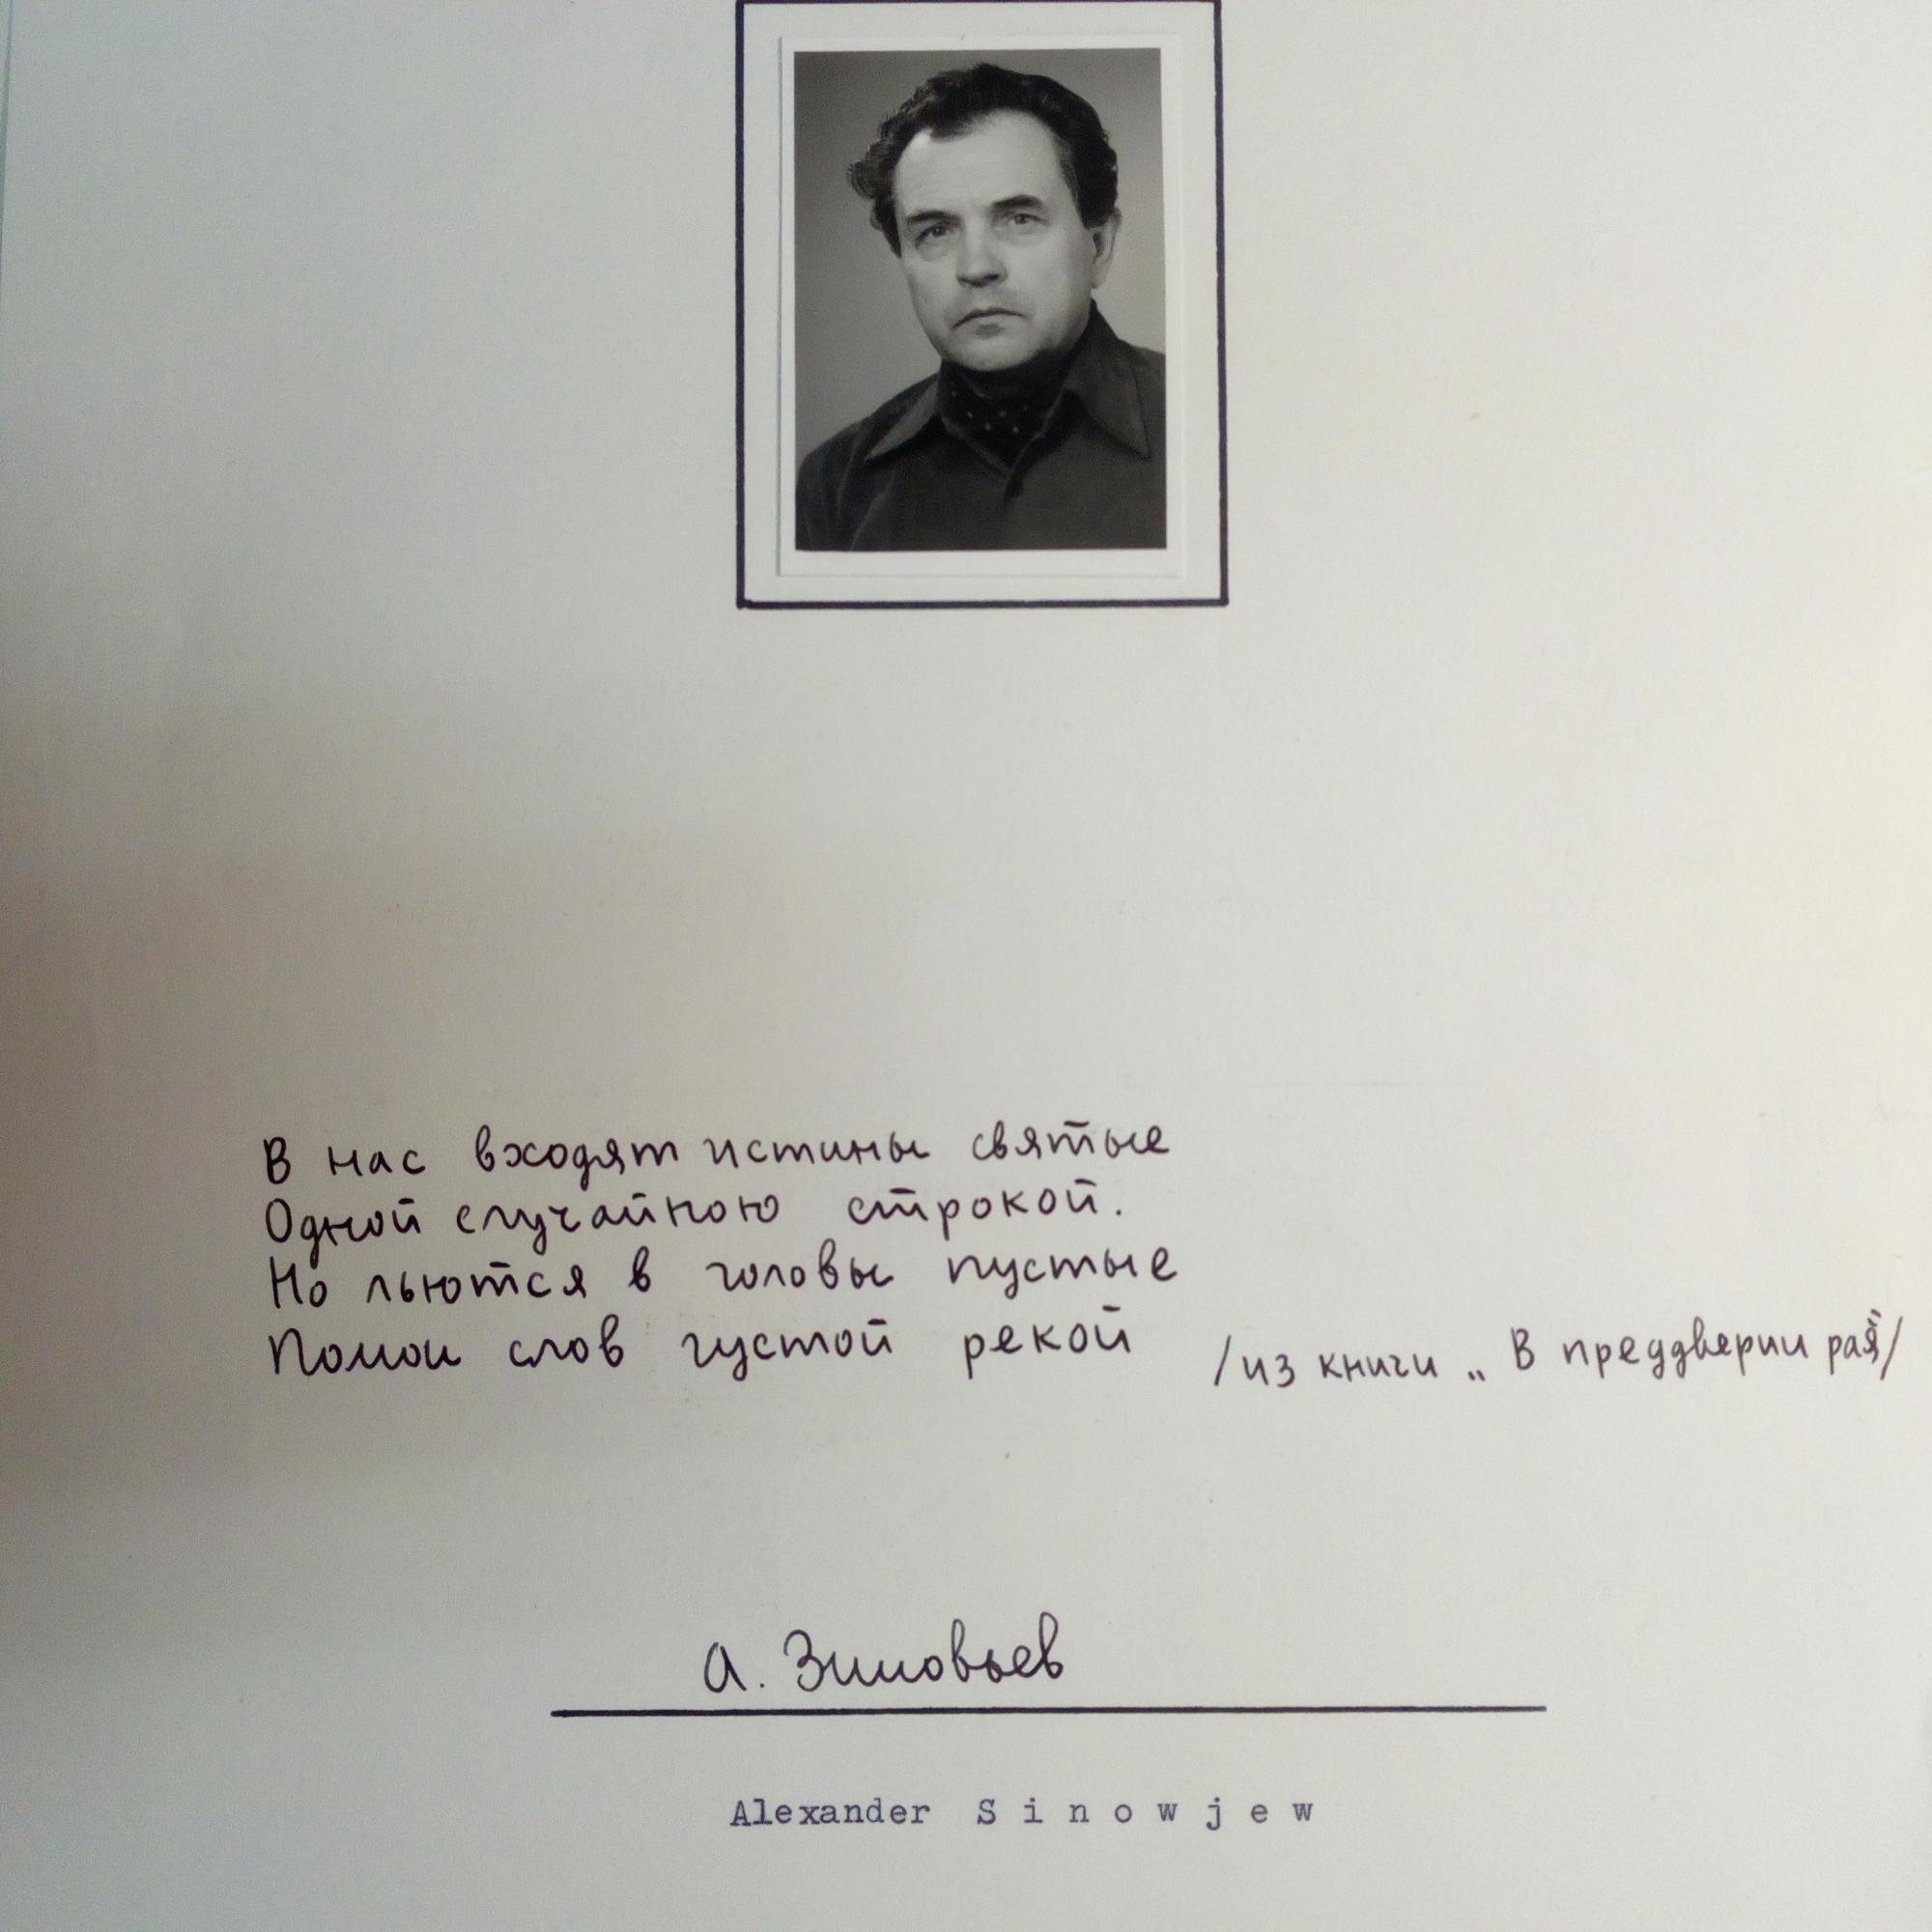 В нас входят истины святые
Одной случайною строкой.
Но льются в головы пустые
Помои слов густой рекой
/из книги „В преддверии рая"/
А. Зиновьев
Alexander Sinowjew